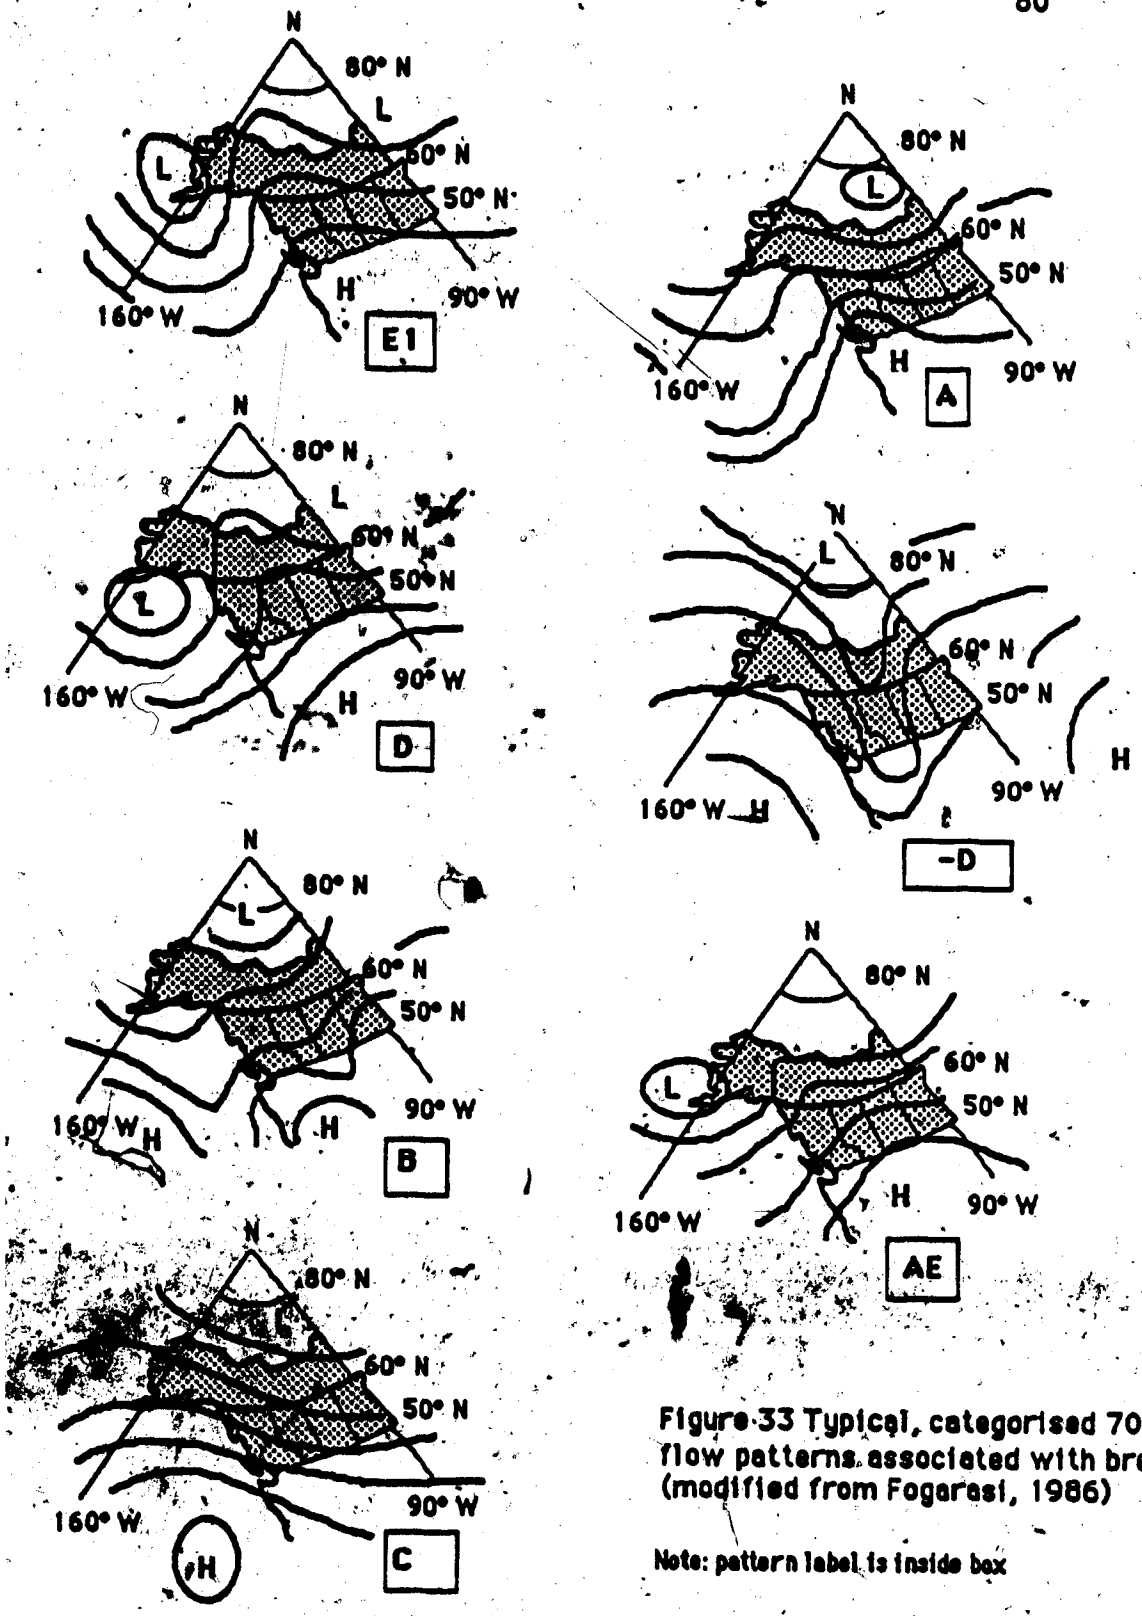 80
N
80° N
L
L
60° N
50° N
H
160° W
90° W
E1
N
80° N
L
60° N
50° N
H
160° W
90° W
A
N
80° N
L
60° N
50° N
L
160° W
90° W
H
D
N
L
80° N
60° N
50° N
H
160° W H
90° W
-D
N
80° N
L
60° N
50° N
160° W H
H
90° W
B
N
80° N
60° N
L
50° N
160° W
H
90° W
AE
N
80° N
L
60° N
50° N
160° W
90° W
H
C
Figure 33 Typical, categorised 70
flow patterns associated with bre
(modified from Fogarasi, 1986)
Note: pattern label is inside box